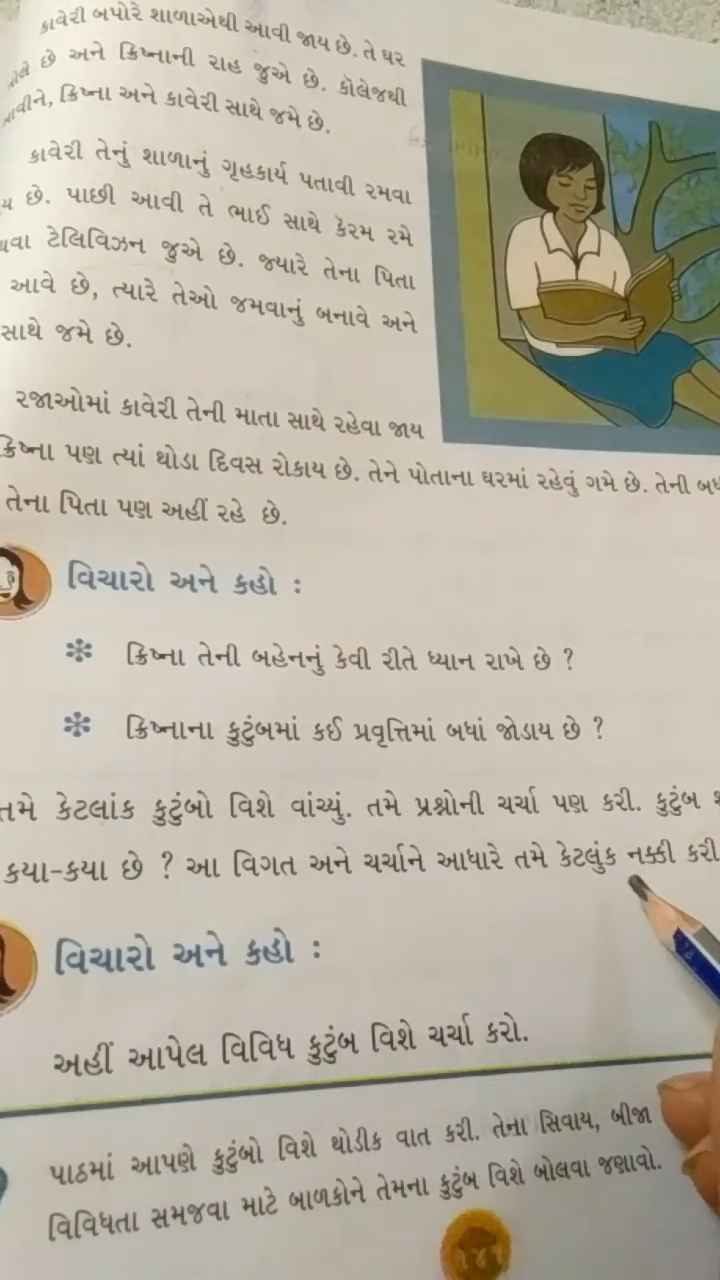 કાવેરી બપોરે શાળાએથી આવી જાય છે. તે ઘર
છે અને ક્રિષ્નાની રાહ જુએ છે. કૉલેજથી
ક્રિષ્ના અને કાવેરી સાથે જમે છે.
કાવેરી તેનું શાળાનું ગૃહકાર્ય પતાવી રમવા
છે. પાછી આવી તે ભાઈ સાથે કૅરમ રમે
ટેલિવિઝન જુએ છે. જ્યારે તેના પિતા
આવે છે, ત્યારે તેઓ જમવાનું બનાવે અને
સાથે જમે છે.
રજાઓમાં કાવેરી તેની માતા સાથે રહેવા જાય
ક્રિષ્ના પણ ત્યાં થોડા દિવસ રોકાય છે. તેને પોતાના ઘરમાં રહેવું ગમે છે. તેની
તેના પિતા પણ અહીં રહે છે.
વિચારો અને કહો :
* ક્રિષ્ના તેની બહેનનું કેવી રીતે ધ્યાન રાખે છે ?
* ક્રિષ્નાના કુટુંબમાં કઈ પ્રવૃત્તિમાં બધાં જોડાય છે ?
તમે કેટલાંક કુટુંબો વિશે વાંચ્યું. તમે પ્રશ્નોની ચર્ચા પણ કરી. કુટુંબ
કયા-કયા છે ? આ વિગત અને ચર્ચાને આધારે તમે કેટલુંક નક્કી કરી
વિચારો અને કહો :
અહીં આપેલ વિવિધ કુટુંબ વિશે ચર્ચા કરો.
પાઠમાં આપણે કુટુંબો વિશે થોડીક વાત કરી. તેના સિવાય, બીજા
વિવિધતા સમજવા માટે બાળકોને તેમના કુટુંબ વિશે બોલવા જણાવો.
૧૪૧